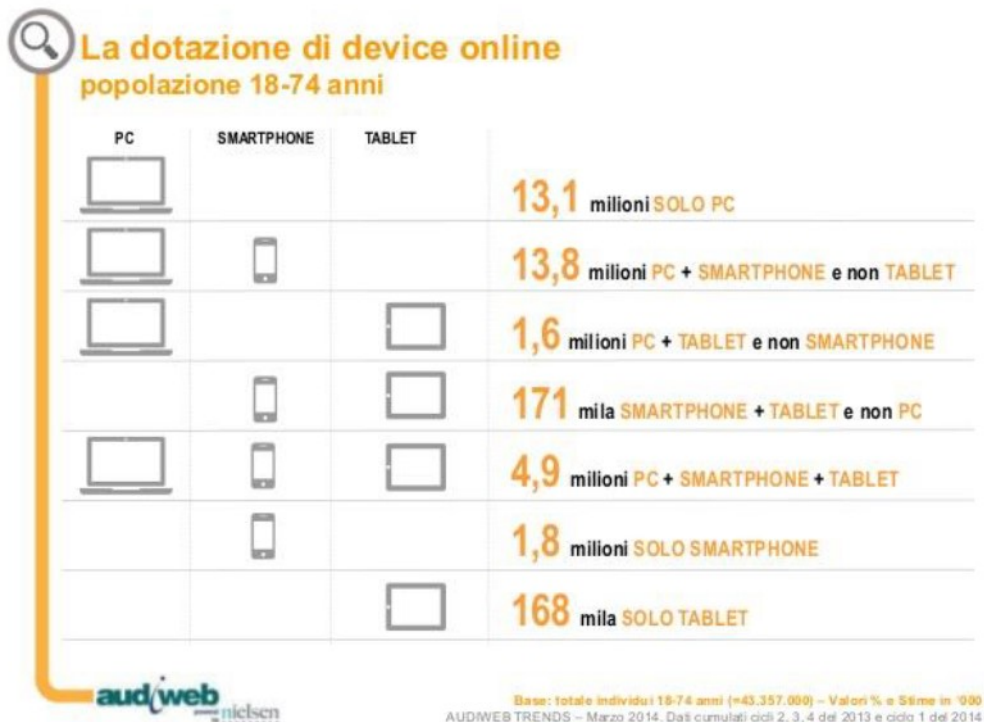 La dotazione di device online
popolazione 18-74 anni
PC SMARTPHONE TABLET
13,1 milioni SOLO PC
13,8 milioni PC + SMARTPHONE e non TABLET
1,6 milioni PC + TABLET e non SMARTPHONE
171 mila SMARTPHONE + TABLET e non PC
4,9 milioni PC + SMARTPHONE + TABLET
1,8 milioni SOLO SMARTPHONE
168 mila SOLO TABLET
audiweb
nielsen
Base: totale individui 18-74 anni (=43.357.000) – Valori % e Stime in '000
AUDIWEB TRENDS – Marzo 2014. Dati cumulati cicli 2, 3, 4 del 2013 e ciclo 1 del 2014